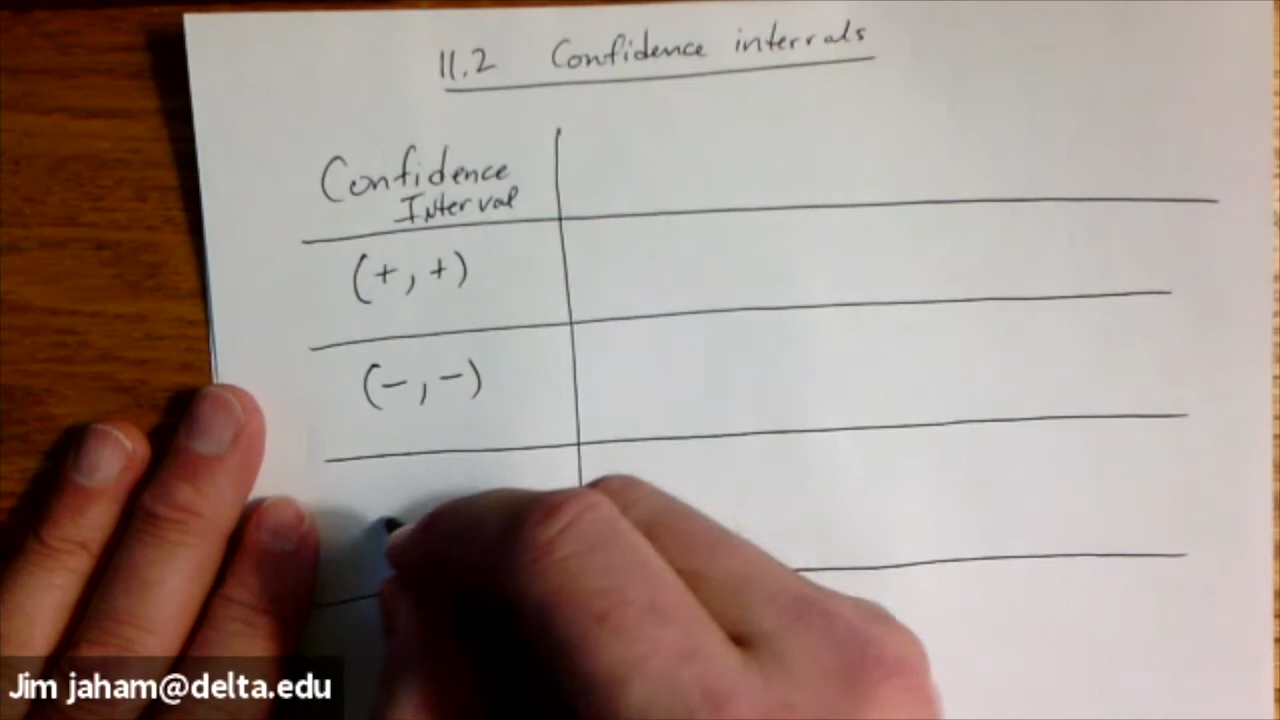 11.2 Confidence intervals
Confidence
Interval
(+, +)
(-, -)
Jim jaham@delta.edu